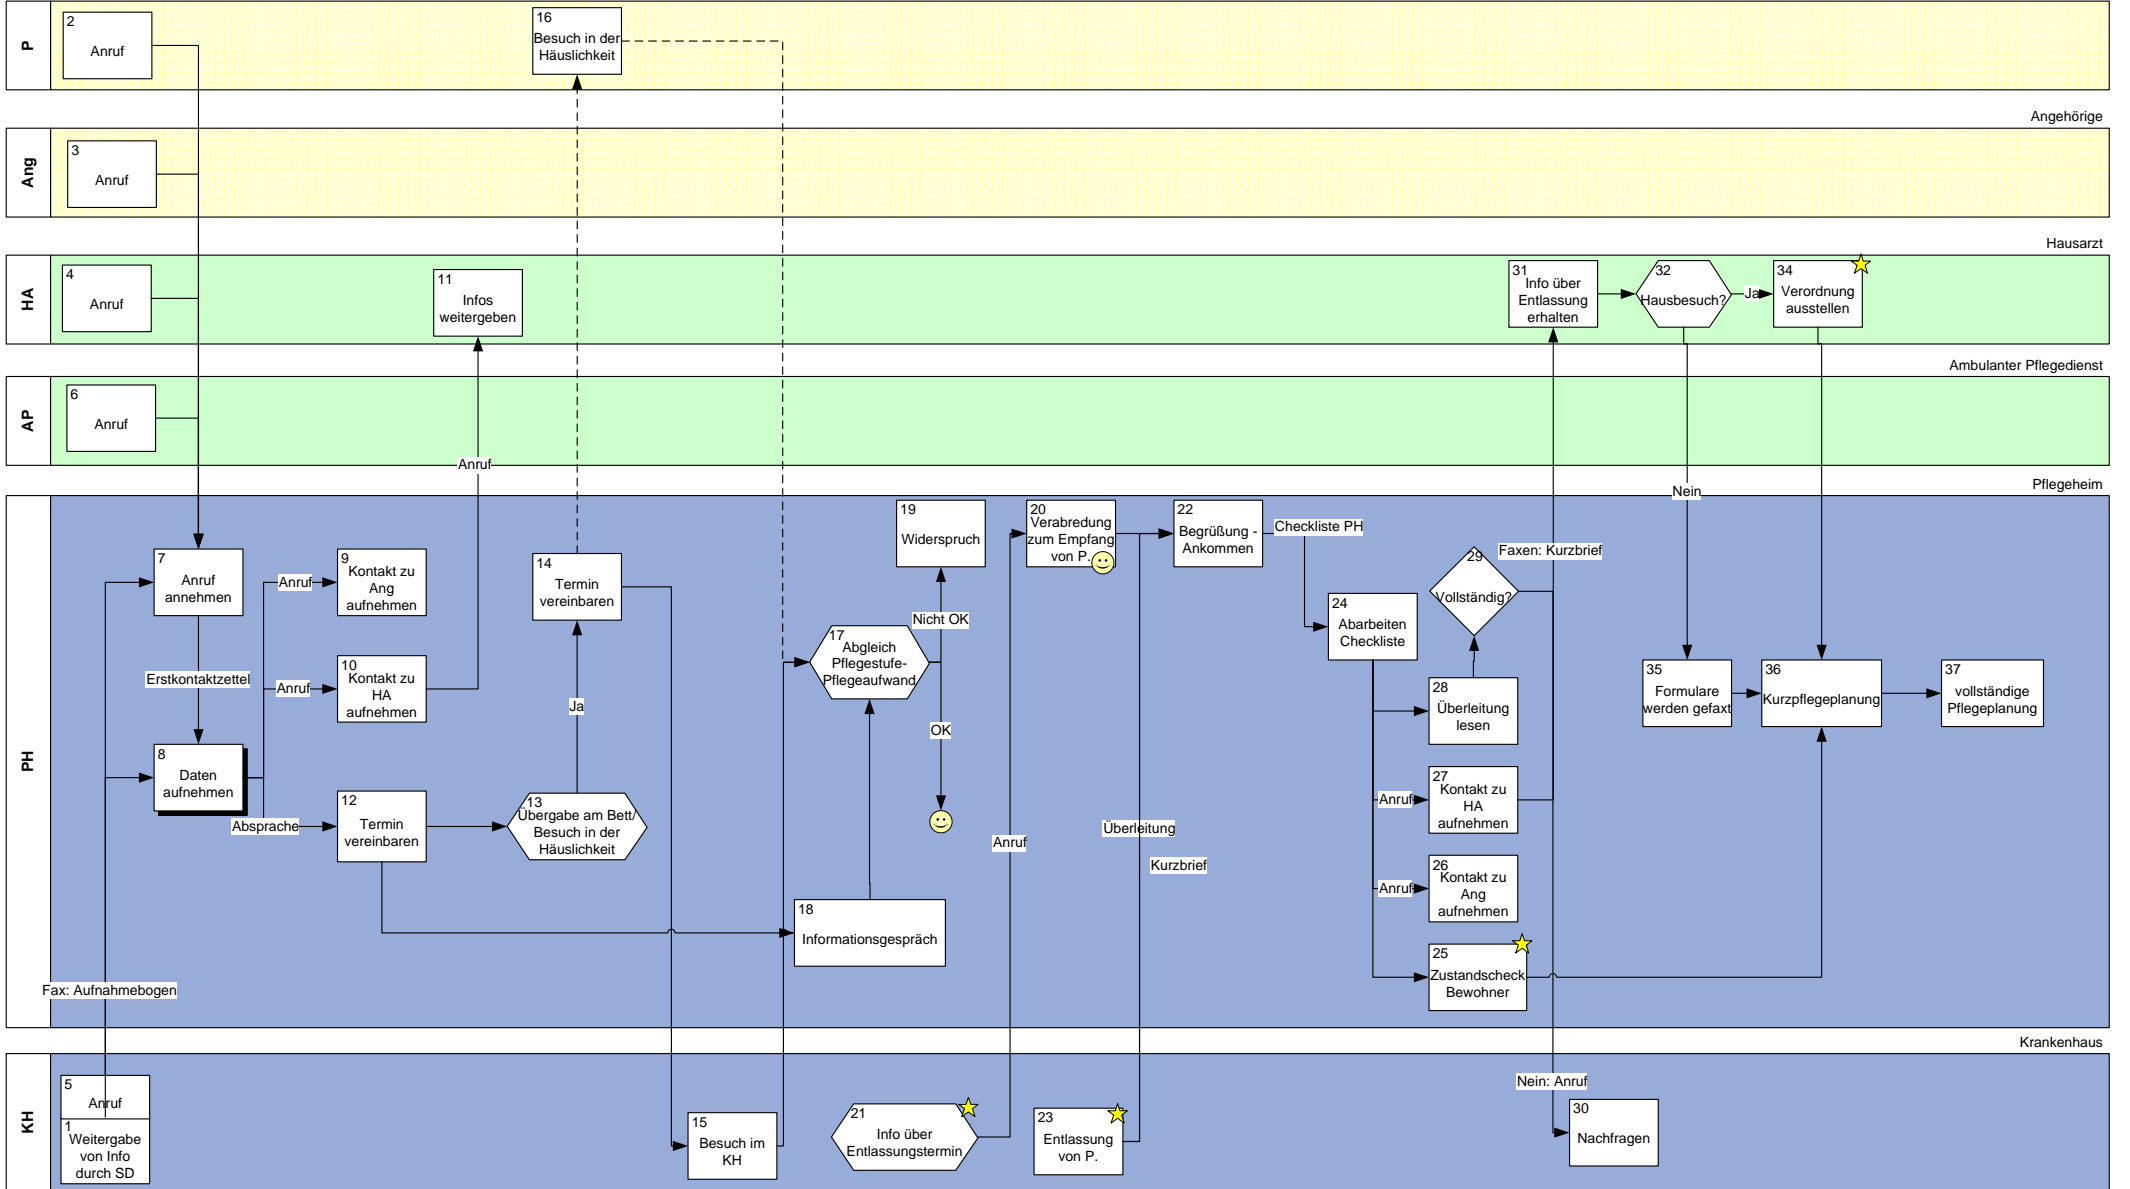 P
2
Anruf
16
Besuch in der
Häuslichkeit
Angehörige
Ang
3
Anruf
Hausarzt
HA
4
Anruf
11
Infos
weitergeben
31
Info über
Entlassung
erhalten
32
Hausbesuch?
Ja
34
Verordnung
ausstellen
Ambulanter Pflegedienst
AP
6
Anruf
Anruf
Pflegeheim
PH
Nein
7
Anruf
annehmen
Erstkontaktzettel
8
Daten
aufnehmen
Anruf
9
Kontakt zu
Ang
aufnehmen
Anruf
10
Kontakt zu
HA
aufnehmen
Absprache
12
Termin
vereinbaren
13
Übergabe am Bett/
Besuch in der
Häuslichkeit
Ja
14
Termin
vereinbaren
17
Abgleich
Pflegestufe-
Pflegeaufwand
18
Informationsgespräch
19
Widerspruch
Nicht OK
OK
20
Verabredung
zum Empfang
von P.
Anruf
Überleitung
Kurzbrief
22
Begrüßung -
Ankommen
Checkliste PH
24
Abarbeiten
Checkliste
29
Vollständig?
Faxen: Kurzbrief
28
Überleitung
lesen
Anruf
27
Kontakt zu
HA
aufnehmen
Anruf
26
Kontakt zu
Ang
aufnehmen
25
Zustandscheck
Bewohner
35
Formulare
werden gefaxt
36
Kurzpflegeplanung
37
vollständige
Pflegeplanung
Fax: Aufnahmebogen
Krankenhaus
KH
5
Anruf
1
Weitergabe
von Info
durch SD
15
Besuch im
KH
21
Info über
Entlassungstermin
23
Entlassung
von P.
Nein: Anruf
30
Nachfragen